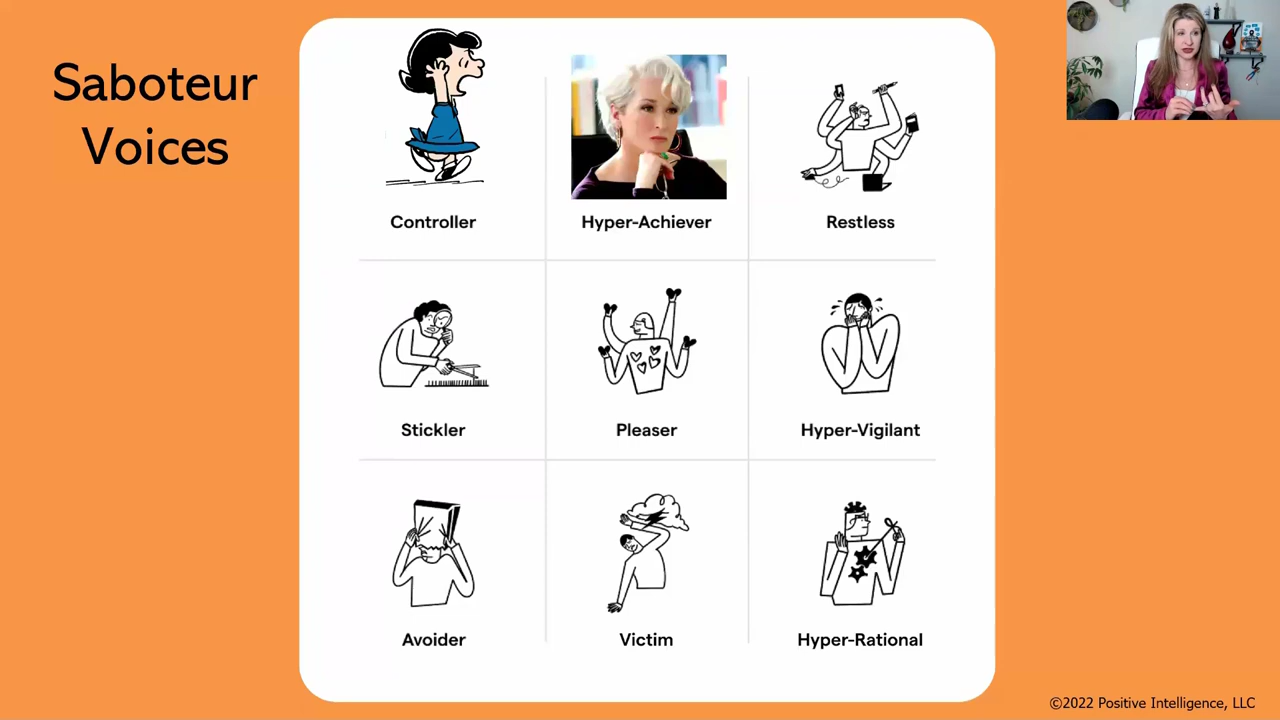 Saboteur
Voices
Controller
Hyper-Achiever
Restless
Stickler
Pleaser
Hyper-Vigilant
Avoider
Victim
Hyper-Rational
©2022 Positive Intelligence, LLC